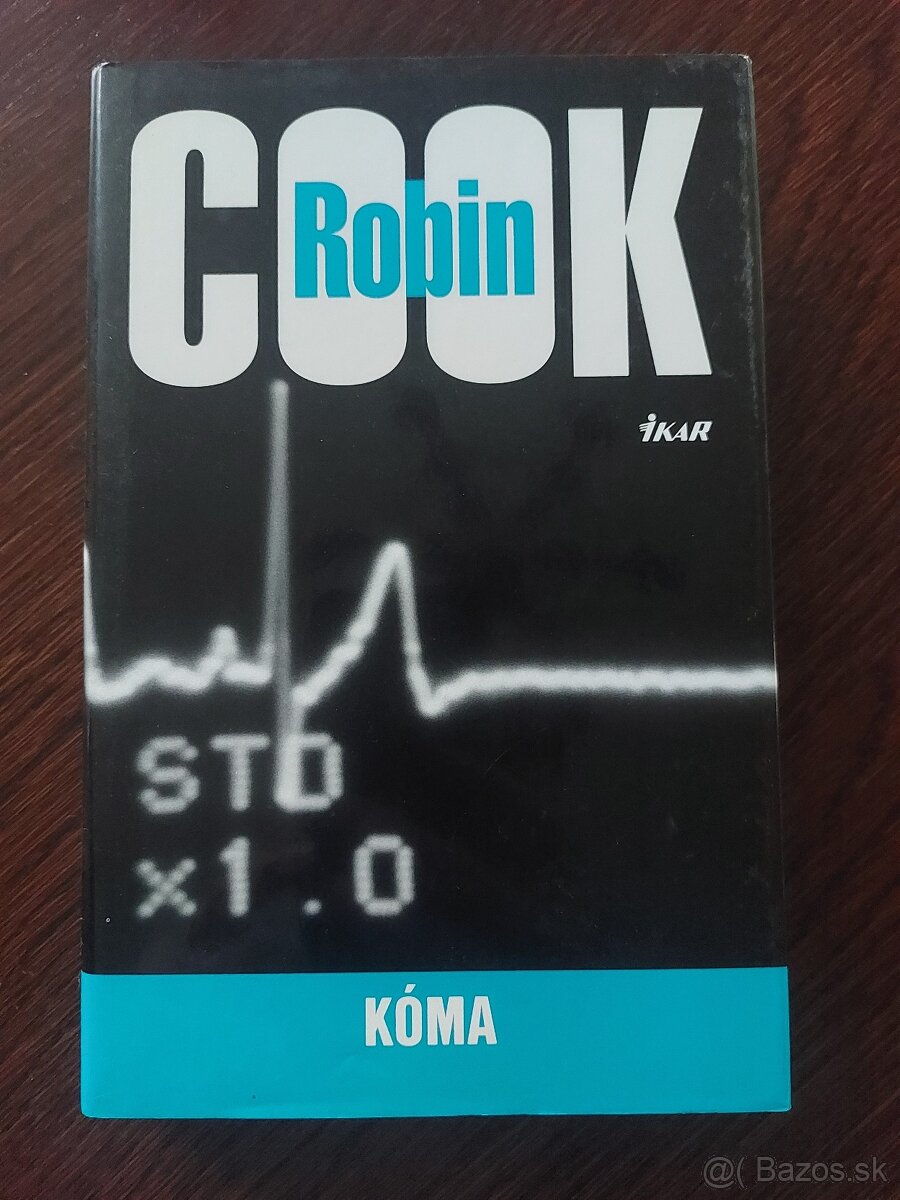 COOK
Robin
iKAR
STD
x1.0
KÓMA
@( Bazos.sk